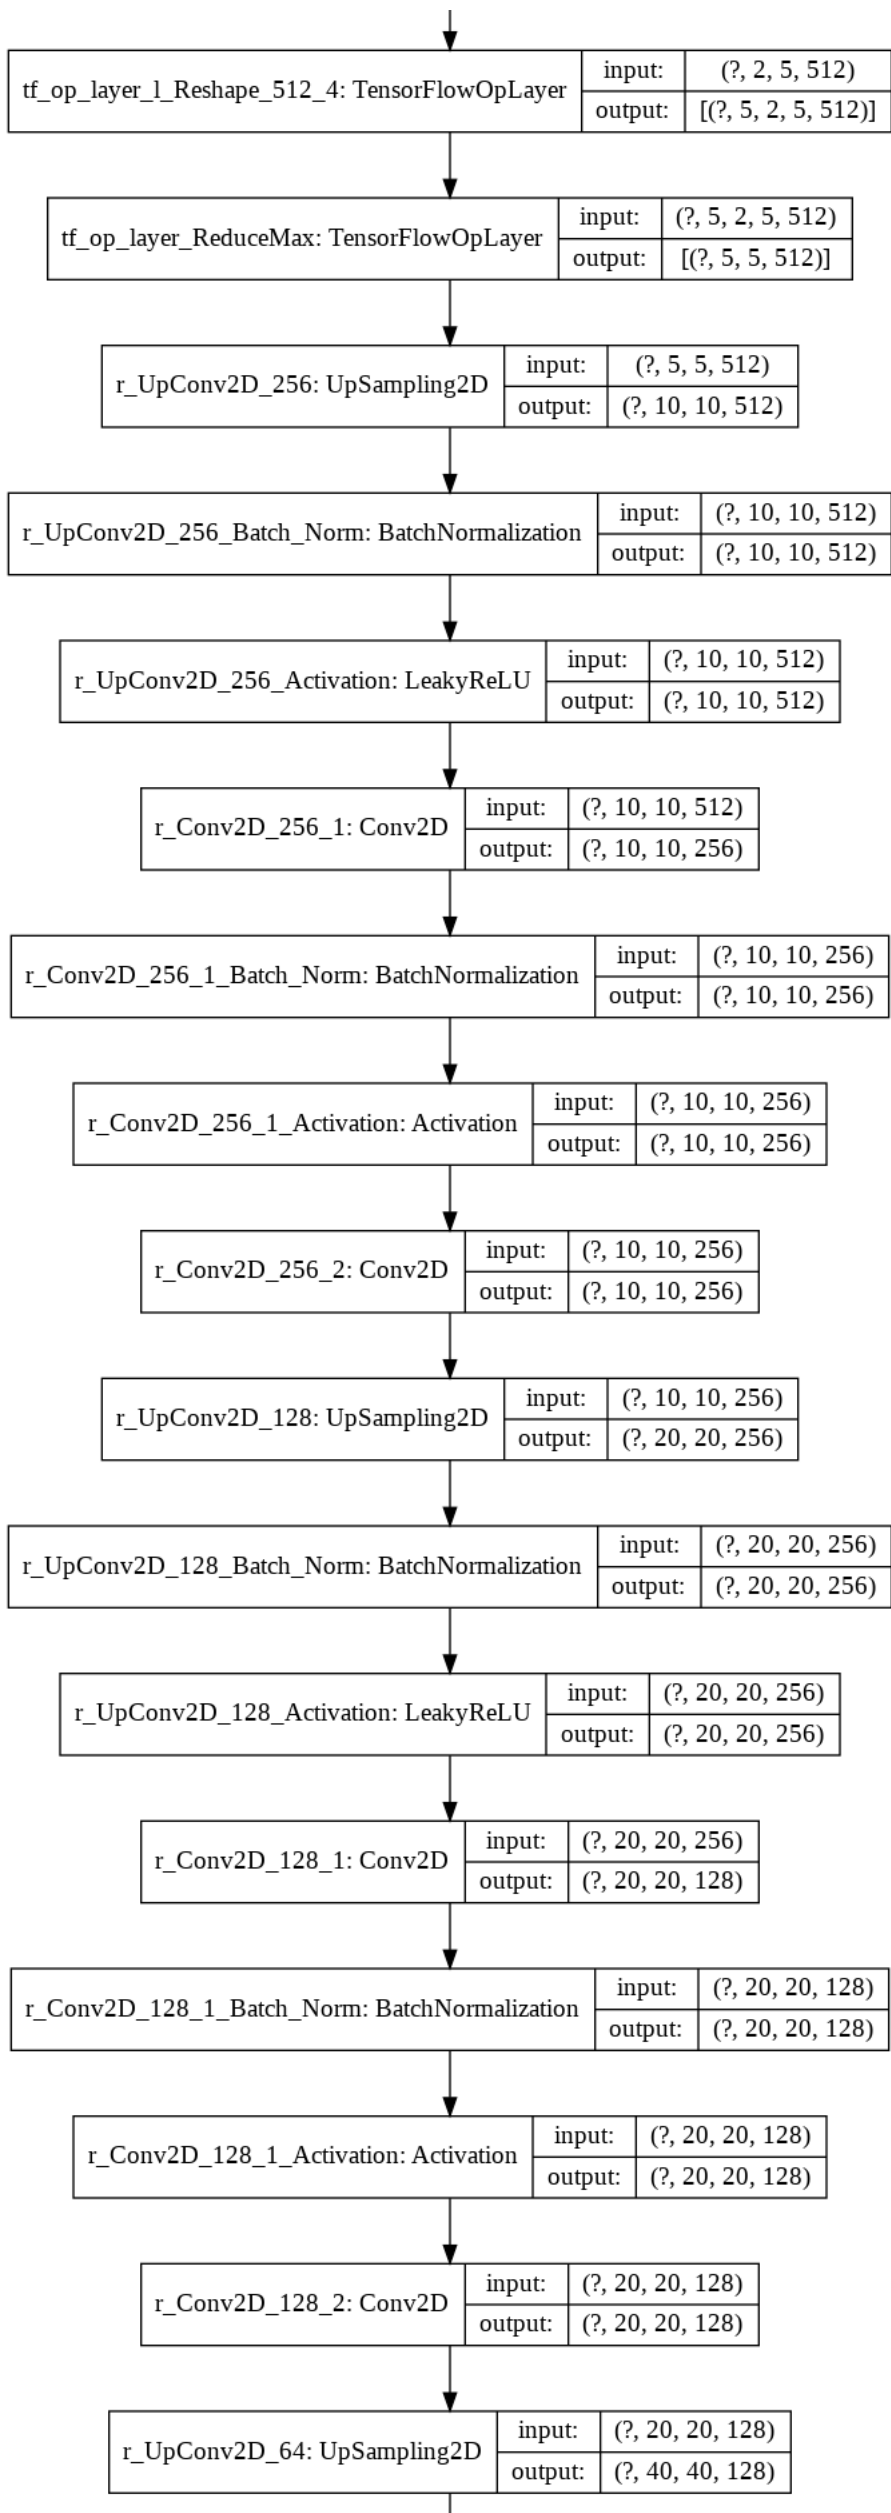 tf_op_layer_l_Reshape_512_4: TensorFlowOpLayer
input: (?, 2, 5, 512)
output: [(?, 5, 2, 5, 512)]
tf_op_layer_ReduceMax: TensorFlowOpLayer
input: (?, 5, 2, 5, 512)
output: [(?, 5, 5, 512)]
r_UpConv2D_256: UpSampling2D
input: (?, 5, 5, 512)
output: (?, 10, 10, 512)
r_UpConv2D_256_Batch_Norm: BatchNormalization
input: (?, 10, 10, 512)
output: (?, 10, 10, 512)
r_UpConv2D_256_Activation: LeakyReLU
input: (?, 10, 10, 512)
output: (?, 10, 10, 512)
r_Conv2D_256_1: Conv2D
input: (?, 10, 10, 512)
output: (?, 10, 10, 256)
r_Conv2D_256_1_Batch_Norm: BatchNormalization
input: (?, 10, 10, 256)
output: (?, 10, 10, 256)
r_Conv2D_256_1_Activation: Activation
input: (?, 10, 10, 256)
output: (?, 10, 10, 256)
r_Conv2D_256_2: Conv2D
input: (?, 10, 10, 256)
output: (?, 10, 10, 256)
r_UpConv2D_128: UpSampling2D
input: (?, 10, 10, 256)
output: (?, 20, 20, 256)
r_UpConv2D_128_Batch_Norm: BatchNormalization
input: (?, 20, 20, 256)
output: (?, 20, 20, 256)
r_UpConv2D_128_Activation: LeakyReLU
input: (?, 20, 20, 256)
output: (?, 20, 20, 256)
r_Conv2D_128_1: Conv2D
input: (?, 20, 20, 256)
output: (?, 20, 20, 128)
r_Conv2D_128_1_Batch_Norm: BatchNormalization
input: (?, 20, 20, 128)
output: (?, 20, 20, 128)
r_Conv2D_128_1_Activation: Activation
input: (?, 20, 20, 128)
output: (?, 20, 20, 128)
r_Conv2D_128_2: Conv2D
input: (?, 20, 20, 128)
output: (?, 20, 20, 128)
r_UpConv2D_64: UpSampling2D
input: (?, 20, 20, 128)
output: (?, 40, 40, 128)